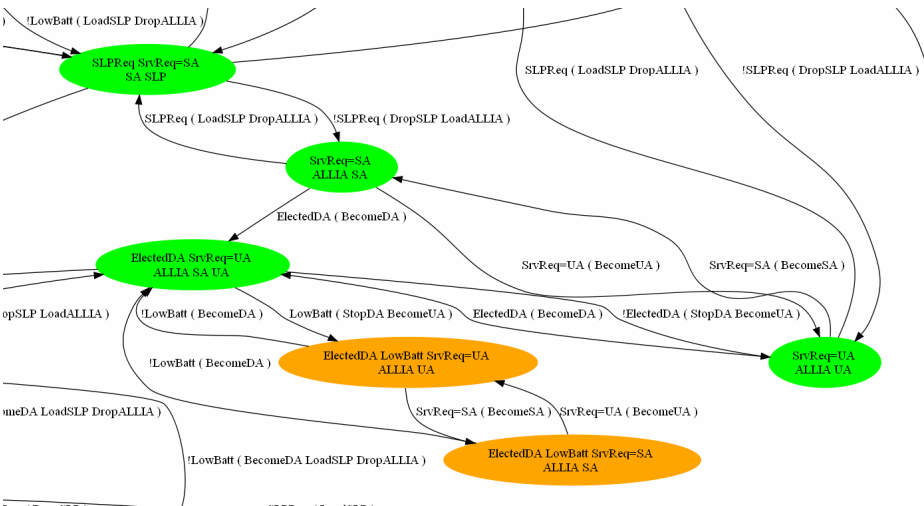 )
!LowBatt ( LoadSLP DropALLIA )
SLPReq SrvReq=SA
SA SLP
SLPReq ( LoadSLP DropALLIA )
!SLPReq ( DropSLP LoadALLIA )
SLPReq ( LoadSLP DropALLIA )
!SLPReq ( DropSLP LoadALLIA )
SrvReq=SA
ALLIA SA
ElectedDA ( BecomeDA )
ElectedDA SrvReq=UA
ALLIA SA UA
SrvReq=UA ( BecomeUA )
SrvReq=SA ( BecomeSA )
opSLP LoadALLIA )
!LowBatt ( BecomeDA )
LowBatt ( StopDA BecomeUA )
ElectedDA ( BecomeDA )
!ElectedDA ( StopDA BecomeUA )
!LowBatt ( BecomeDA )
ElectedDA LowBatt SrvReq=UA
ALLIA UA
SrvReq=UA
ALLIA UA
omeDA LoadSLP DropALLIA )
SrvReq=SA ( BecomeSA )
SrvReq=UA ( BecomeUA )
!LowBatt ( BecomeDA LoadSLP DropALLIA )
ElectedDA LowBatt SrvReq=SA
ALLIA SA